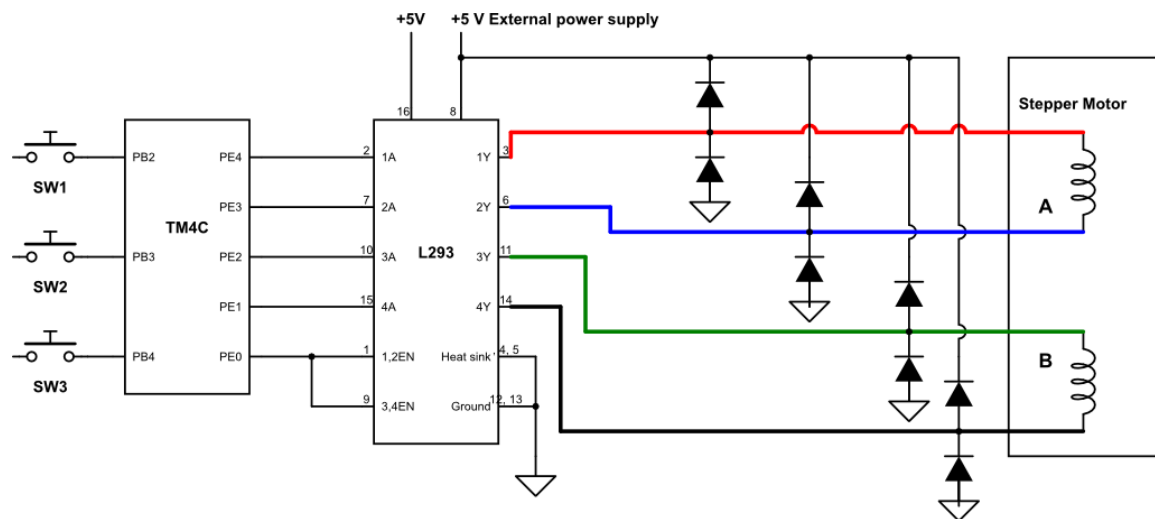 +5V
+5 V External power supply
16
8
Stepper Motor
SW1
PB2
PE4
2
1A
1Y
3
PE3
7
2A
2Y
6
A
TM4C
SW2
PB3
PE2
10
3A
L293
3Y
11
PE1
15
4A
4Y
14
SW3
PB4
PE0
1
1,2EN
Heat sink
4, 5
B
9
3,4EN
Ground
12, 13